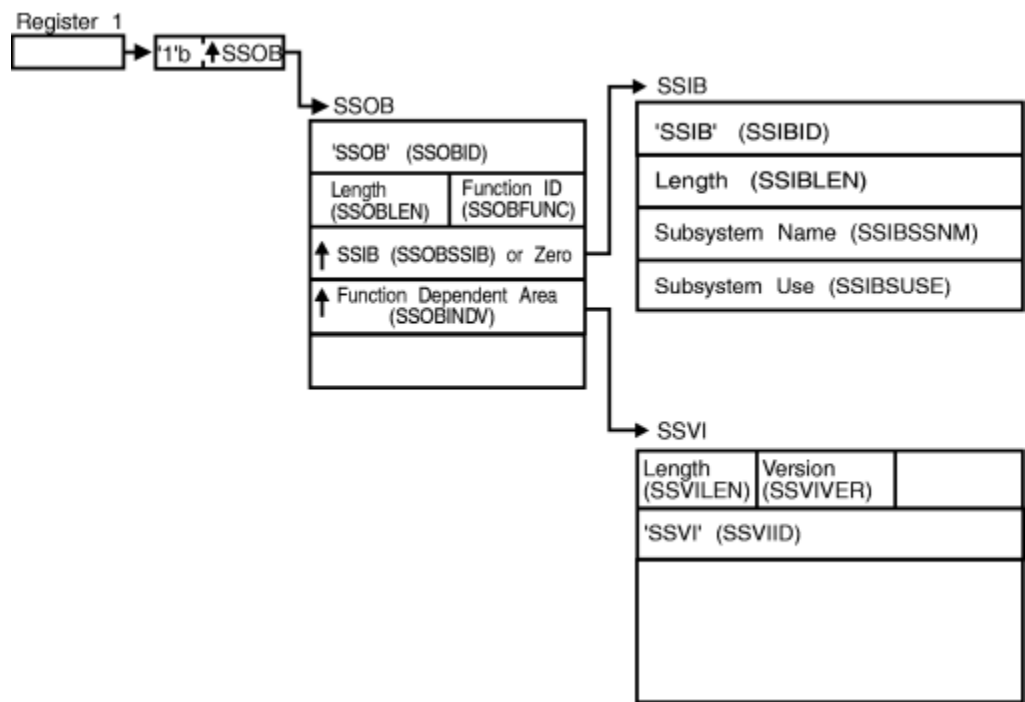 Register 1
'1'b ↑SSOB
SSOB
'SSOB' (SSOBID)
Length
(SSOBLEN)
Function ID
(SSOBFUNC)
↑ SSIB (SSOBSSIB) or Zero
↑ Function Dependent Area
(SSOBINDV)
SSIB
'SSIB' (SSIBID)
Length (SSIBLEN)
Subsystem Name (SSIBSSNM)
Subsystem Use (SSIBSUSE)
SSVI
Length
(SSVILEN)
Version
(SSVIVER)
'SSVI' (SSVIID)